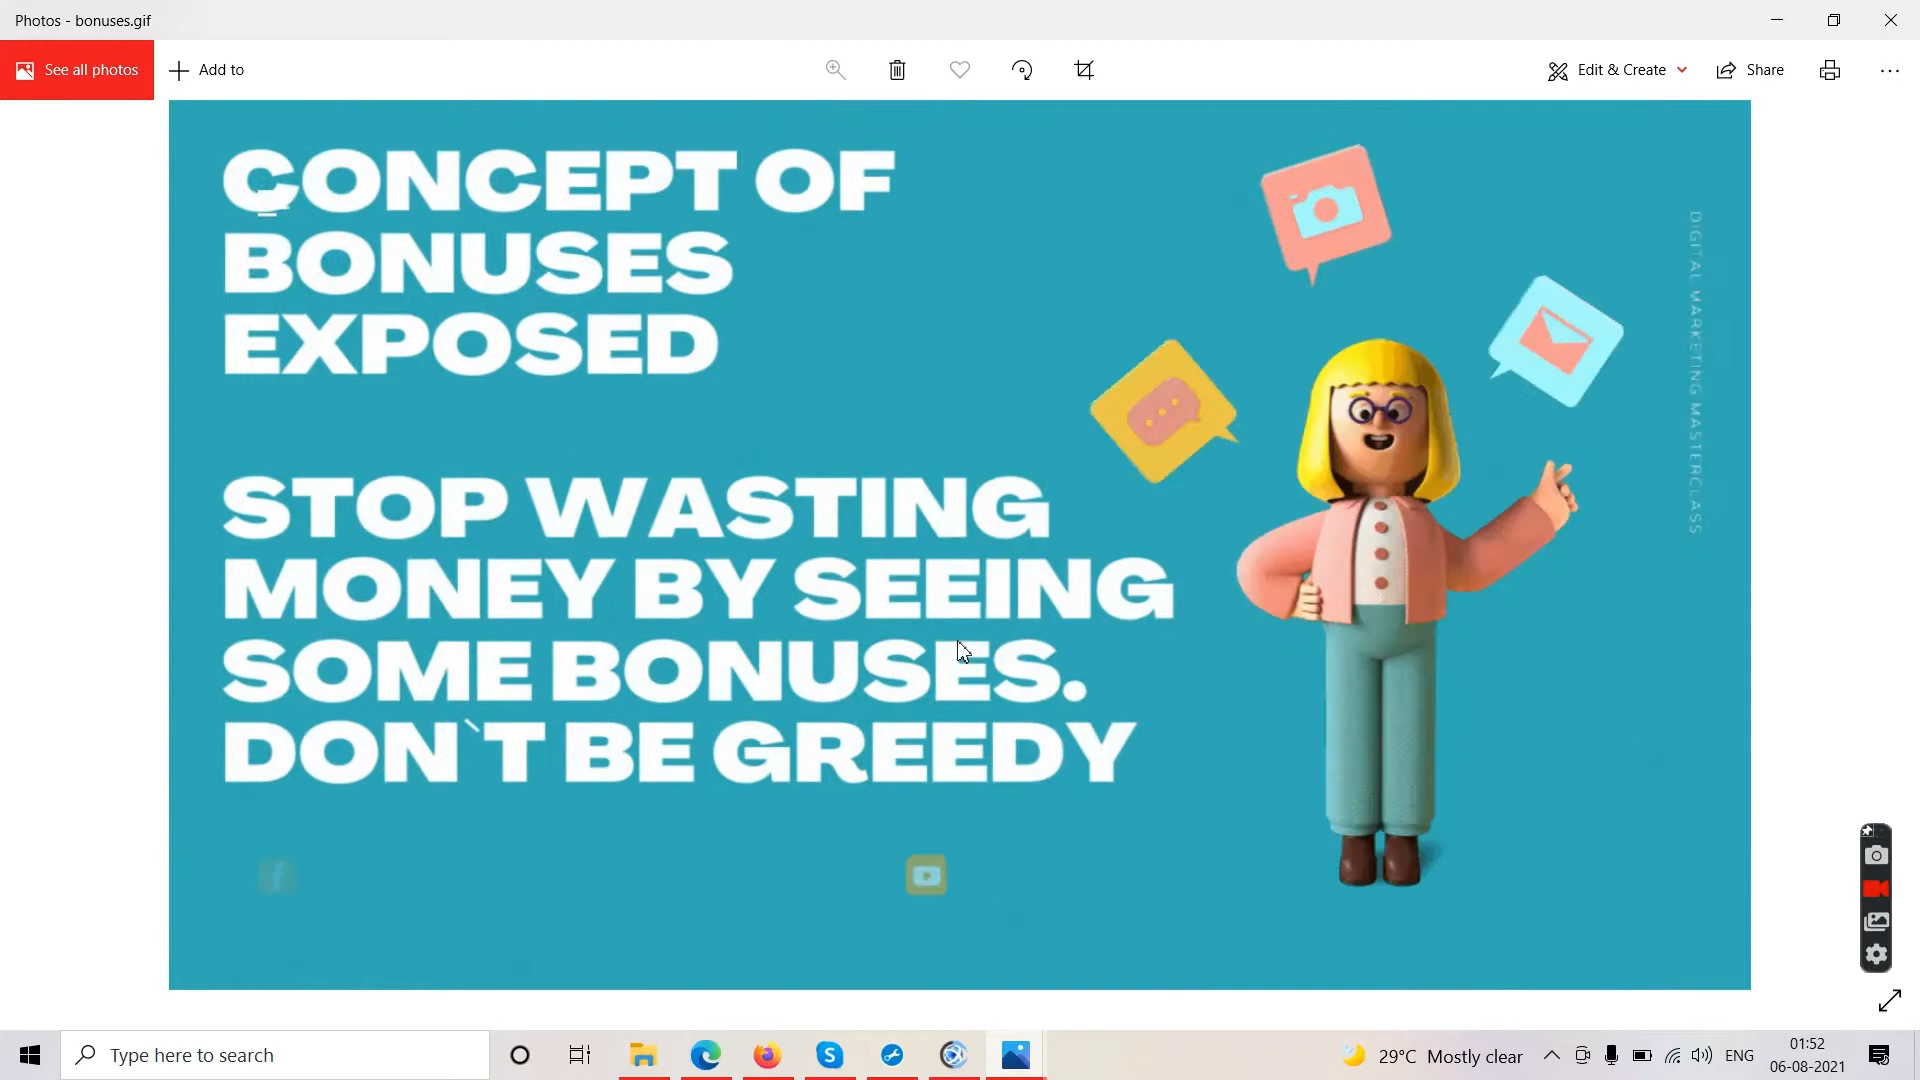 Photos - bonuses.gif
See all photos
Add to
Edit & Create
Share
CONCEPT OF
BONUSES
EXPOSED
STOP WASTING
MONEY BY SEEING
SOME BONUSES.
DON`T BE GREEDY
DIGITAL MARKETING MASTERCLASS
Type here to search
29°C Mostly clear
ENG
01:52
06-08-2021